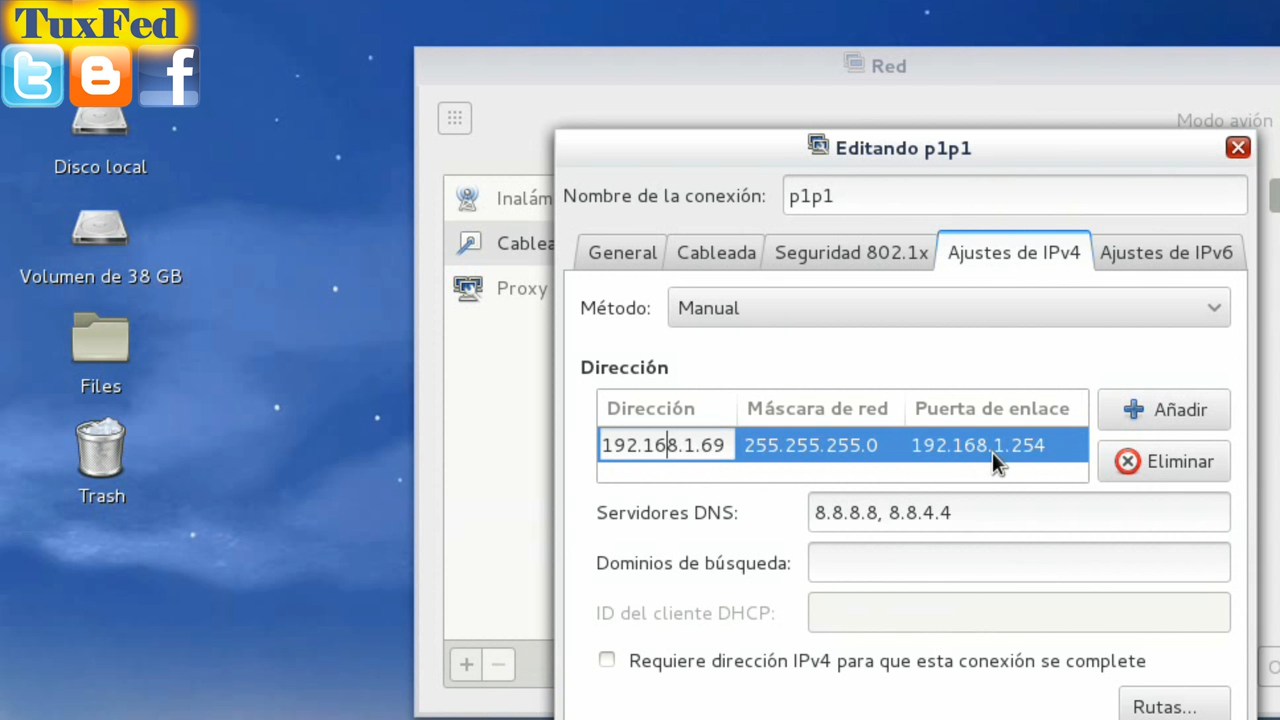 TuxFed
Disco local
Volumen de 38 GB
Files
Trash
Red
Modo avión
Inalám
Cablea
Proxy
Editando p1p1
Nombre de la conexión: p1p1
General Cableada Seguridad 802.1x Ajustes de IPv4 Ajustes de IPv6
Método: Manual
Dirección
Dirección Máscara de red Puerta de enlace
192.168.1.69 255.255.255.0 192.168.1.254
Añadir
Eliminar
Servidores DNS: 8.8.8.8, 8.8.4.4
Dominios de búsqueda:
ID del cliente DHCP:
Requiere dirección IPv4 para que esta conexión se complete
Rutas...